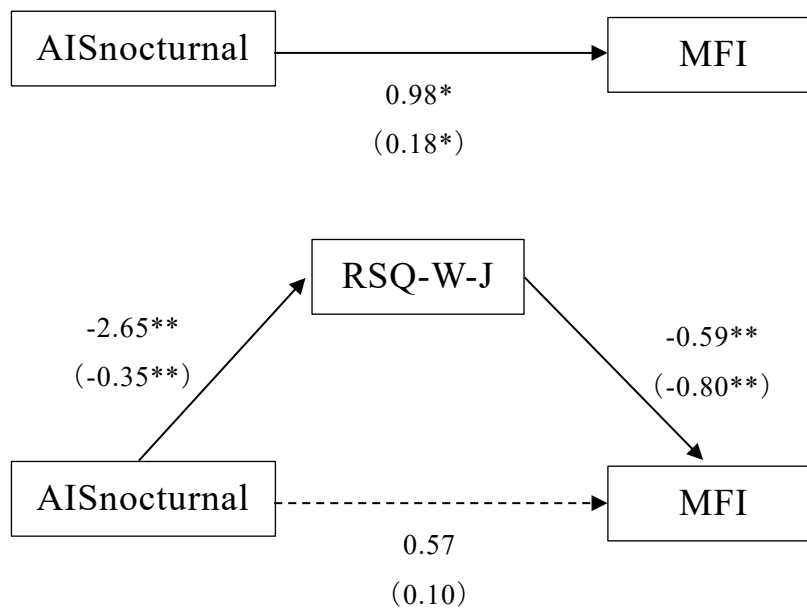 AISnocturnal
MFI
0.98*
（0.18*）
RSQ-W-J
-2.65**
（-0.35**）
-0.59**
（-0.80**）
AISnocturnal
MFI
0.57
（0.10）